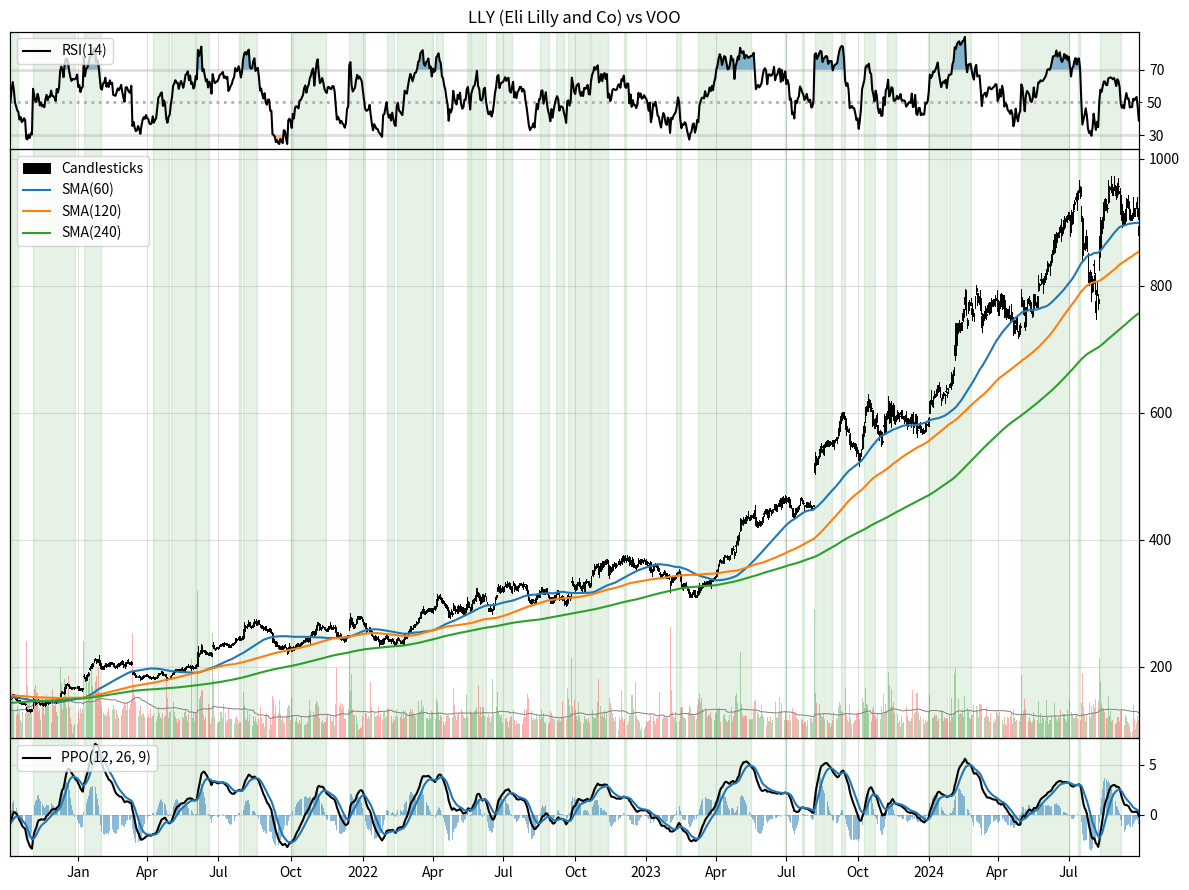 LLY (Eli Lilly and Co) vs VOO
RSI(14)
70
50
30
Candlesticks
SMA(60)
SMA(120)
SMA(240)
1000
800
600
400
200
PPO(12, 26, 9)
5
0
Jan Apr Jul Oct 2022 Apr Jul Oct 2023 Apr Jul Oct 2024 Apr Jul